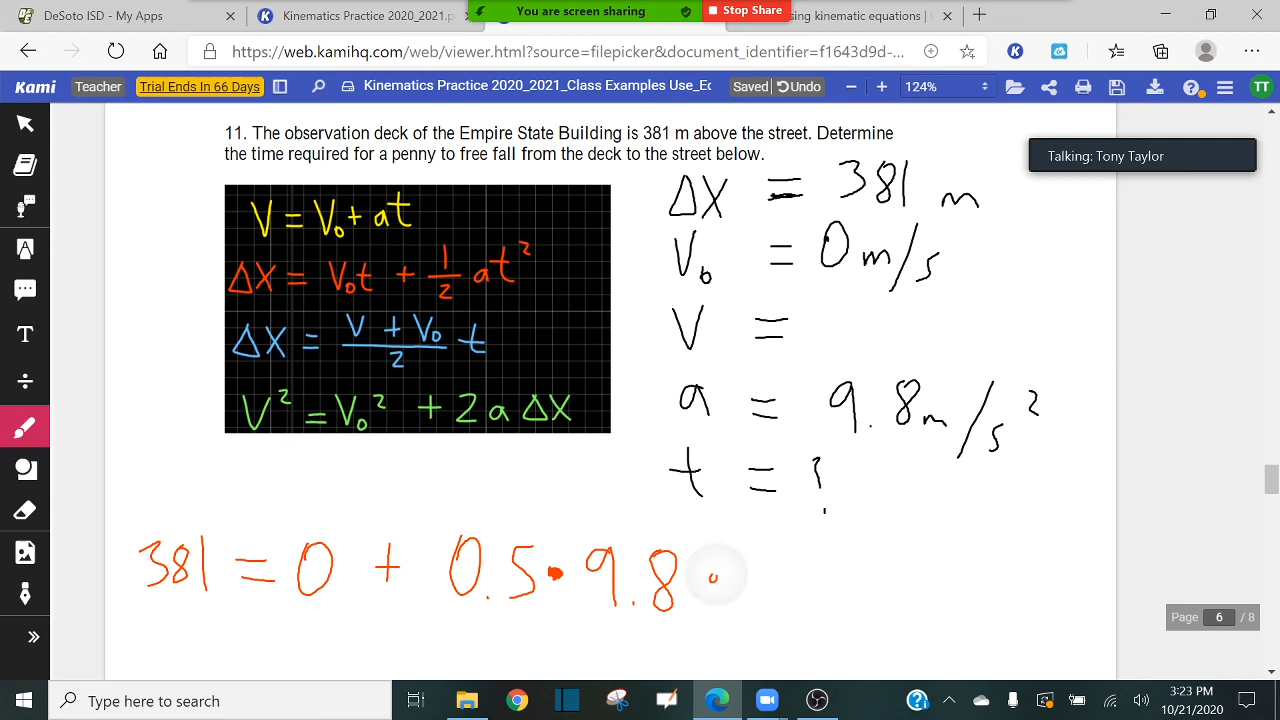 DeSoto ISD - My Apps
Kinematics Practice 2020_2021.p
You are screen sharing
Stop Share
sing kinematic equations (
https://web.kamihq.com/web/viewer.html?source=filepicker&document_identifier=f1643d9d-...
Kami
Teacher
Trial Ends In 66 Days
Kinematics Practice 2020_2021_Class Examples Use_Ec
Saved
Undo
124%
TT
11. The observation deck of the Empire State Building is 381 m above the street. Determine
the time required for a penny to free fall from the deck to the street below.
Talking: Tony Taylor
V = V₀ + at
ΔX = V₀t + 1/2 at²
ΔX = V + V₀/2 t
V² = V₀² + 2a ΔX
ΔX = 381 m
V₀ = 0 m/s
V =
a = 9.8 m/s²
t = ?
381 = 0 + 0.5 • 9.8
Page 6 / 8
Type here to search
3:23 PM
10/21/2020